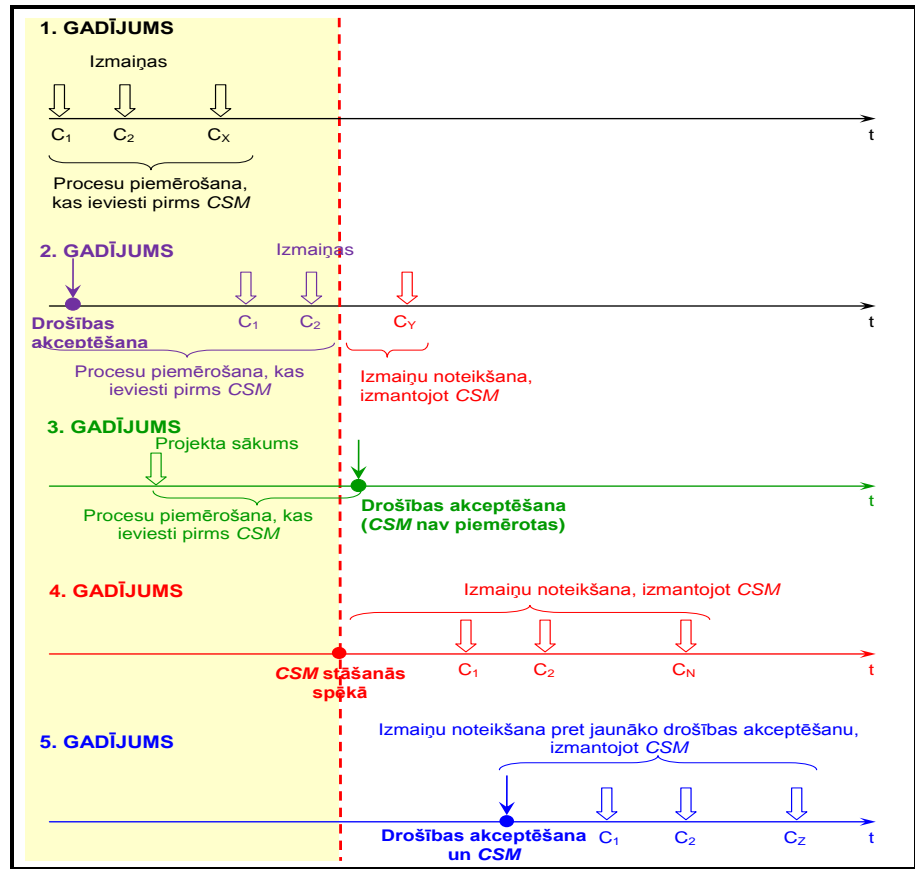 1. GADĪJUMS
Izmaiņas
C1 C2 CX t
Procesu piemērošana,
kas ieviesti pirms CSM
2. GADĪJUMS Izmaiņas
C1 C2 CY t
Drošības
akceptēšana
Procesu piemērošana, kas
ieviesti pirms CSM
Izmaiņu noteikšana,
izmantojot CSM
3. GADĪJUMS
Projekta sākums
t
Procesu piemērošana, kas
ieviesti pirms CSM
Drošības akceptēšana
(CSM nav piemērotas)
4. GADĪJUMS
Izmaiņu noteikšana, izmantojot CSM
CSM stāšanās
spēkā
C1 C2 CN t
5. GADĪJUMS
Izmaiņu noteikšana pret jaunāko drošības akceptēšanu,
izmantojot CSM
Drošības akceptēšana
un CSM
C1 C2 CZ t